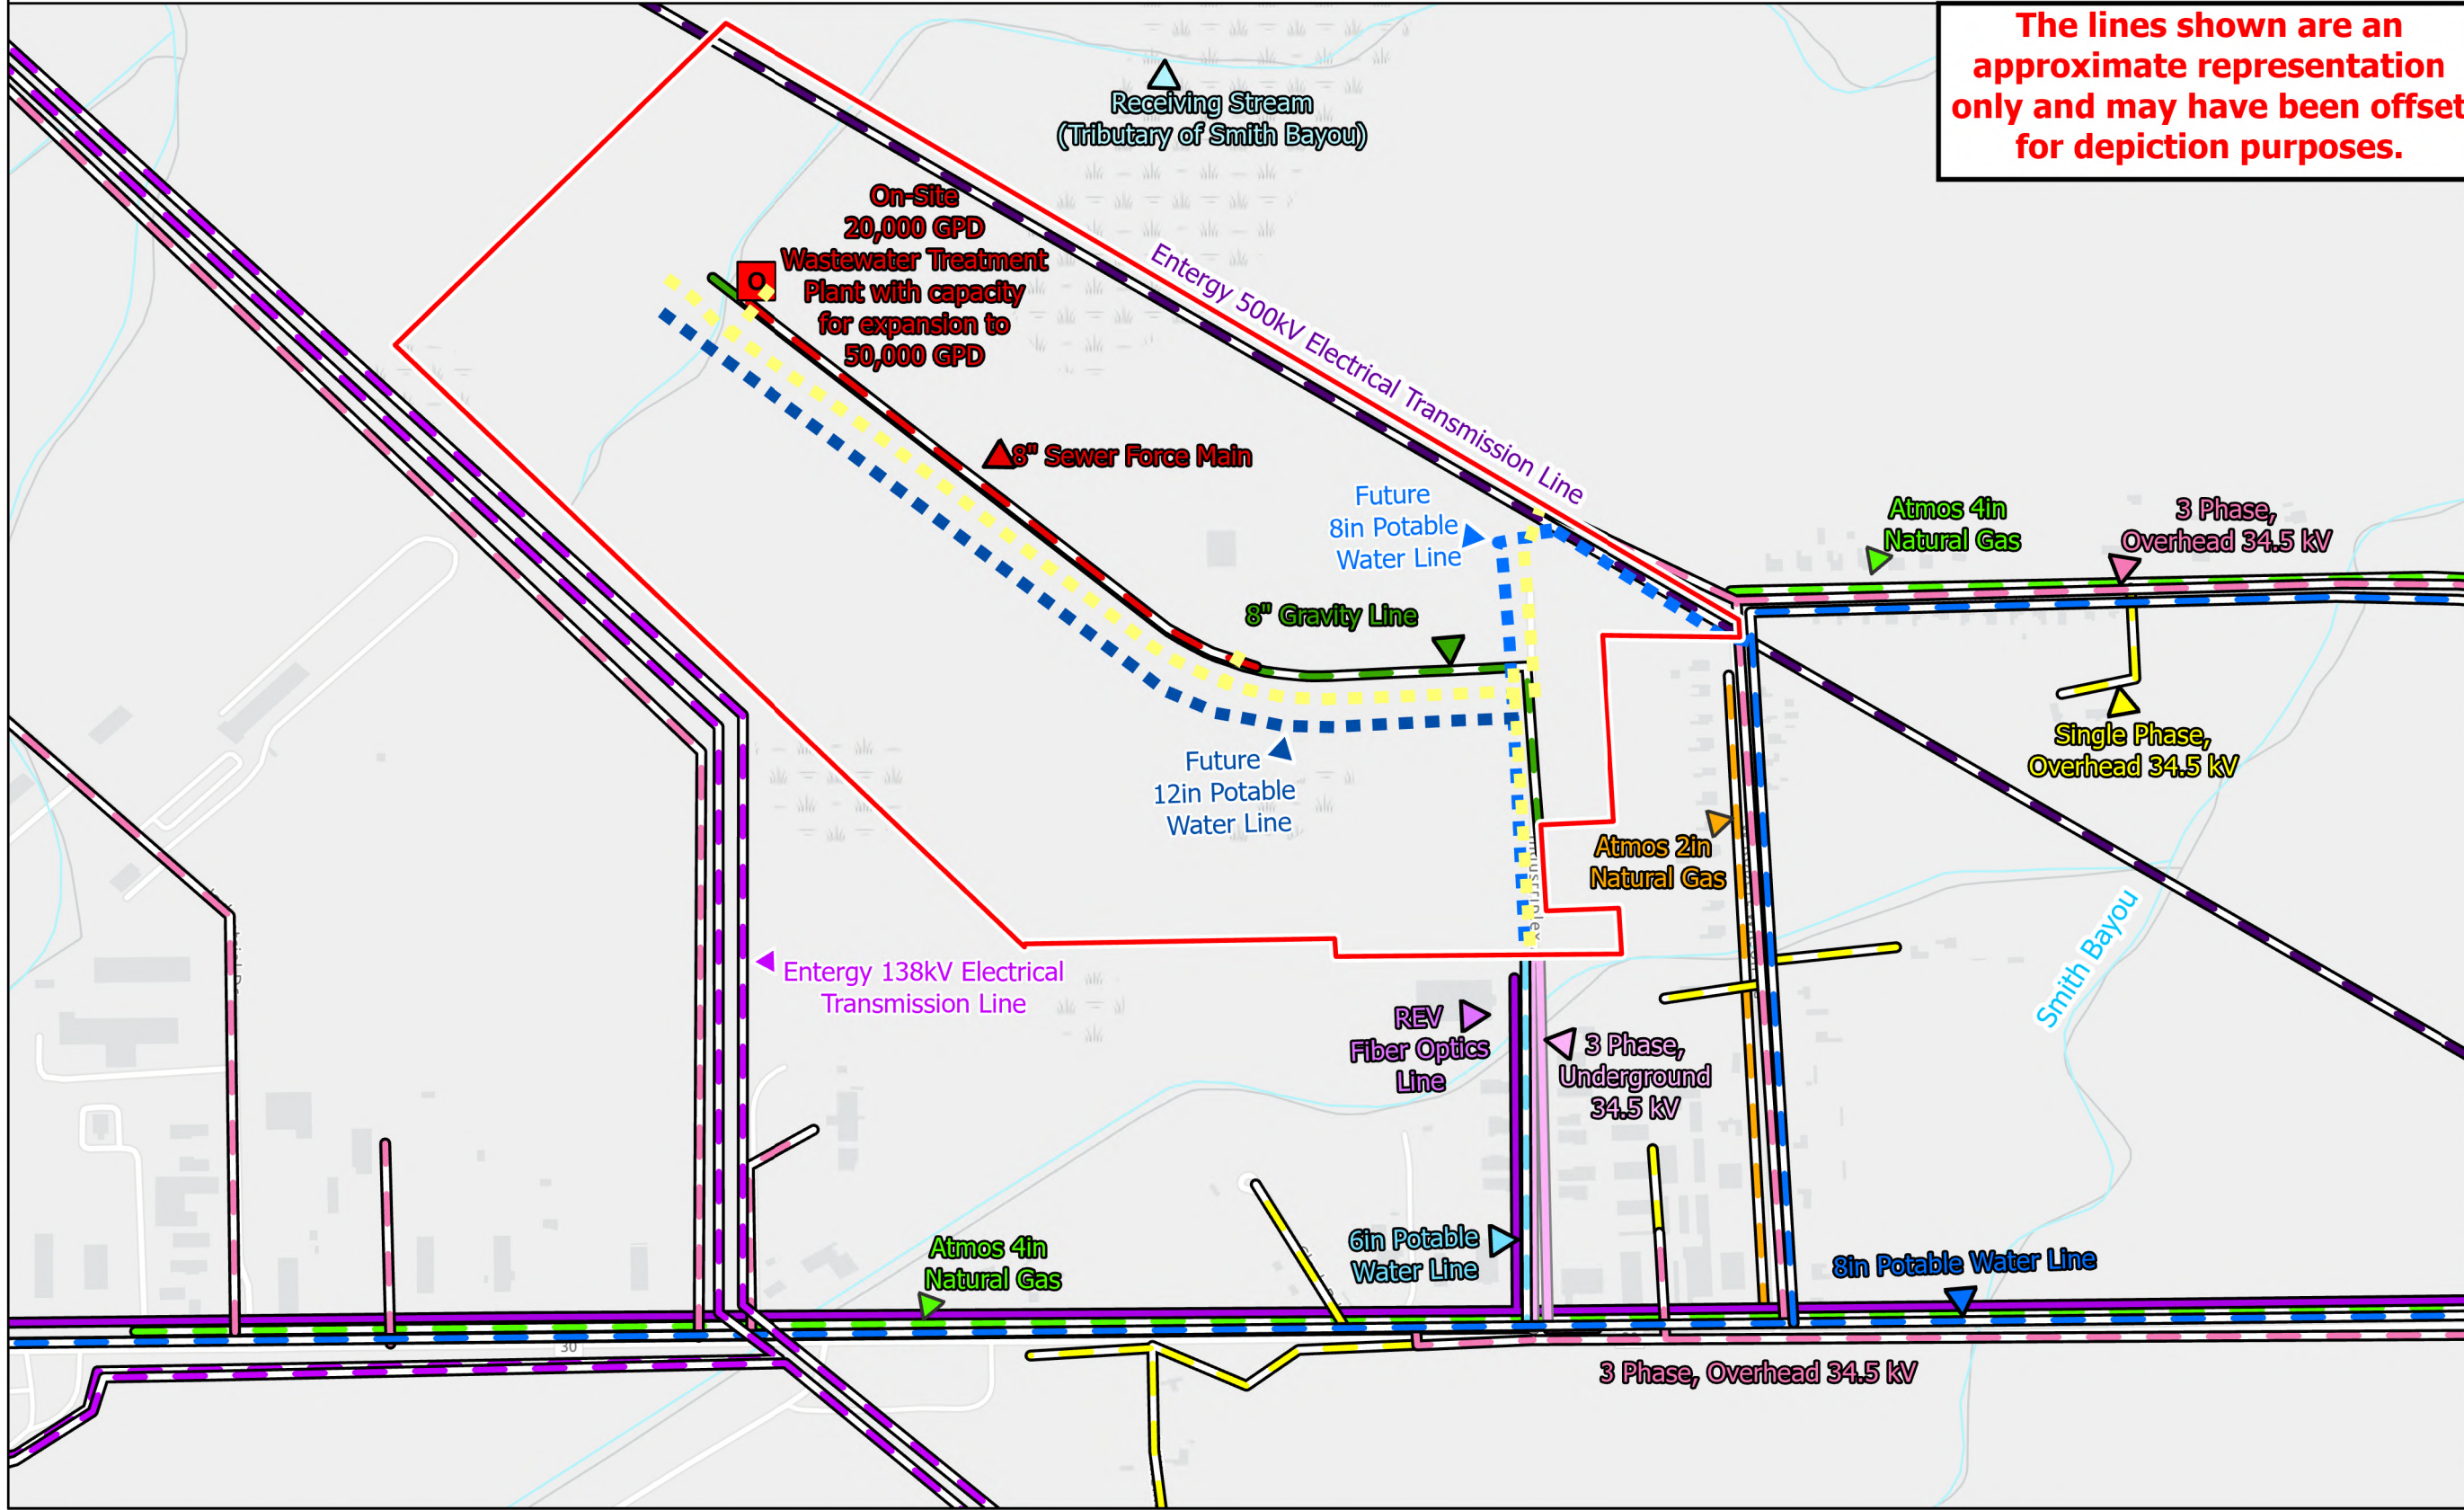 The lines shown are an
approximate representation
only and may have been offset
for depiction purposes.
Receiving Stream
(Tributary of Smith Bayou)
On-Site
20,000 GPD
Wastewater Treatment
Plant with capacity
for expansion to
50,000 GPD
Entergy 500kV Electrical Transmission Line
8" Sewer Force Main
Future
8in Potable
Water Line
Atmos 4in
Natural Gas
3 Phase,
Overhead 34.5 kV
8" Gravity Line
Single Phase,
Overhead 34.5 kV
Future
12in Potable
Water Line
Atmos 2in
Natural Gas
Smith Bayou
Entergy 138kV Electrical
Transmission Line
REV
Fiber Optics
Line
3 Phase,
Underground
34.5 kV
Atmos 4in
Natural Gas
6in Potable
Water Line
8in Potable Water Line
30
3 Phase, Overhead 34.5 kV